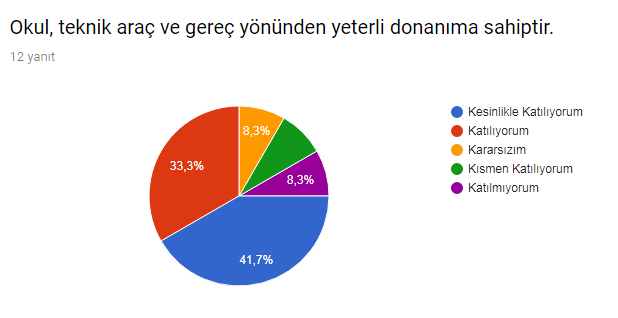 Okul, teknik araç ve gereç yönünden yeterli donanıma sahiptir.
12 yanıt
8,3%
33,3%
8,3%
41,7%
Kesinlikle Katılıyorum
Katılıyorum
Kararsızım
Kısmen Katılıyorum
Katılmıyorum